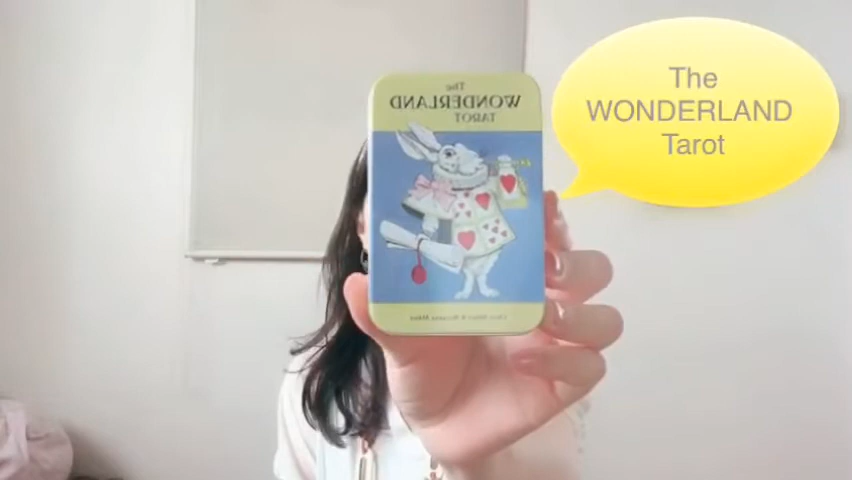 The
WONDERLAND
TAROT
The
WONDERLAND
Tarot